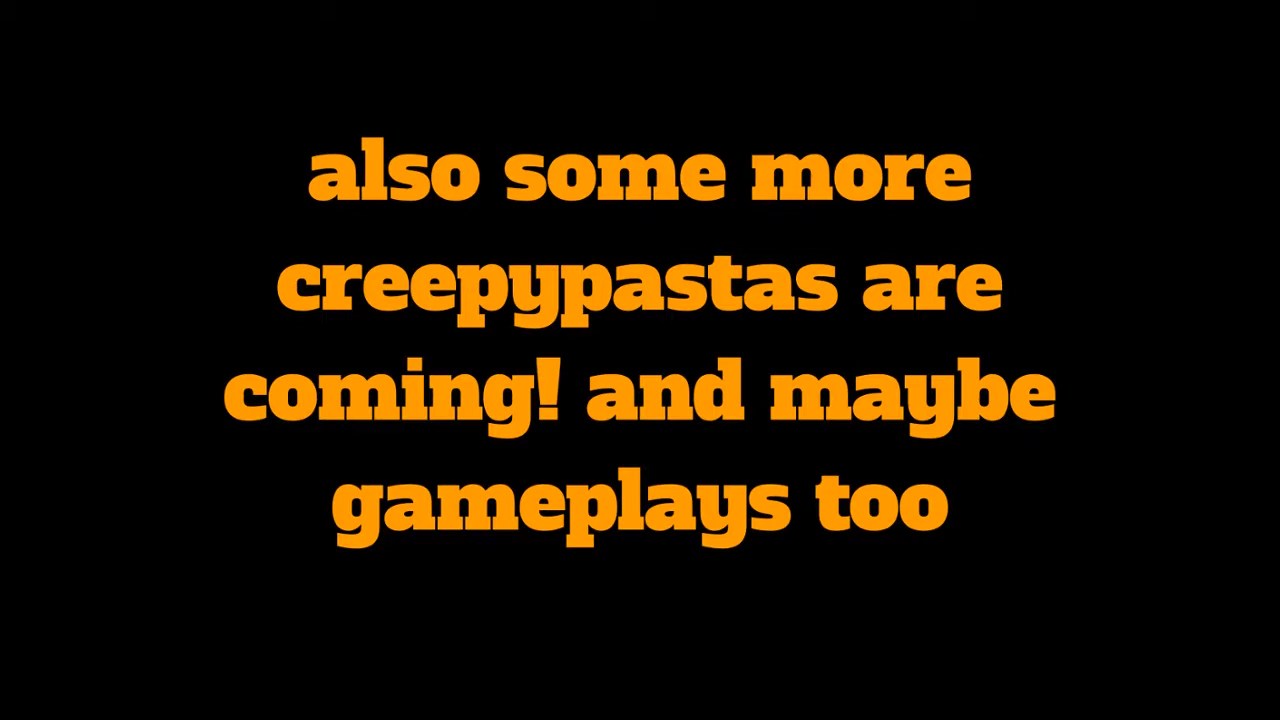 also some more
creepypastas are
coming! and maybe
gameplays too